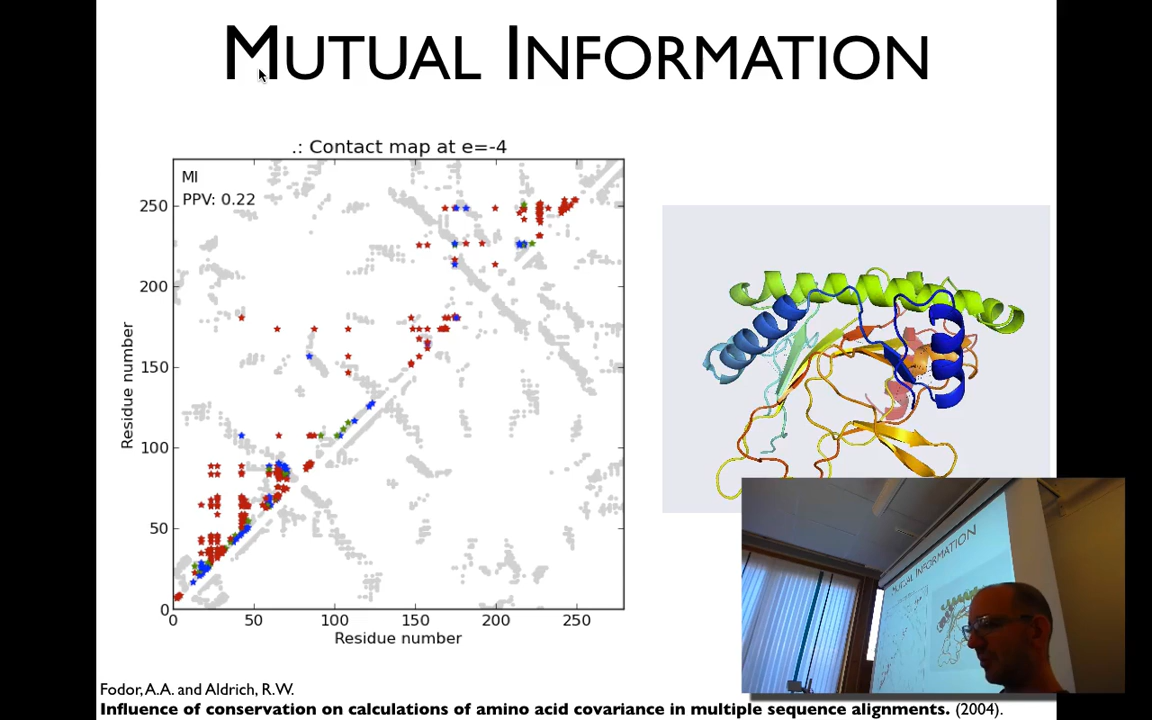 MUTUAL INFORMATION
.: Contact map at e=-4
MI
PPV: 0.22
250
200
150
100
50
0
Residue number
0 50 100 150 200 250
Residue number
MUTUAL INFORMATION
Fodor, A.A. and Aldrich, R.W.
Influence of conservation on calculations of amino acid covariance in multiple sequence alignments. (2004).